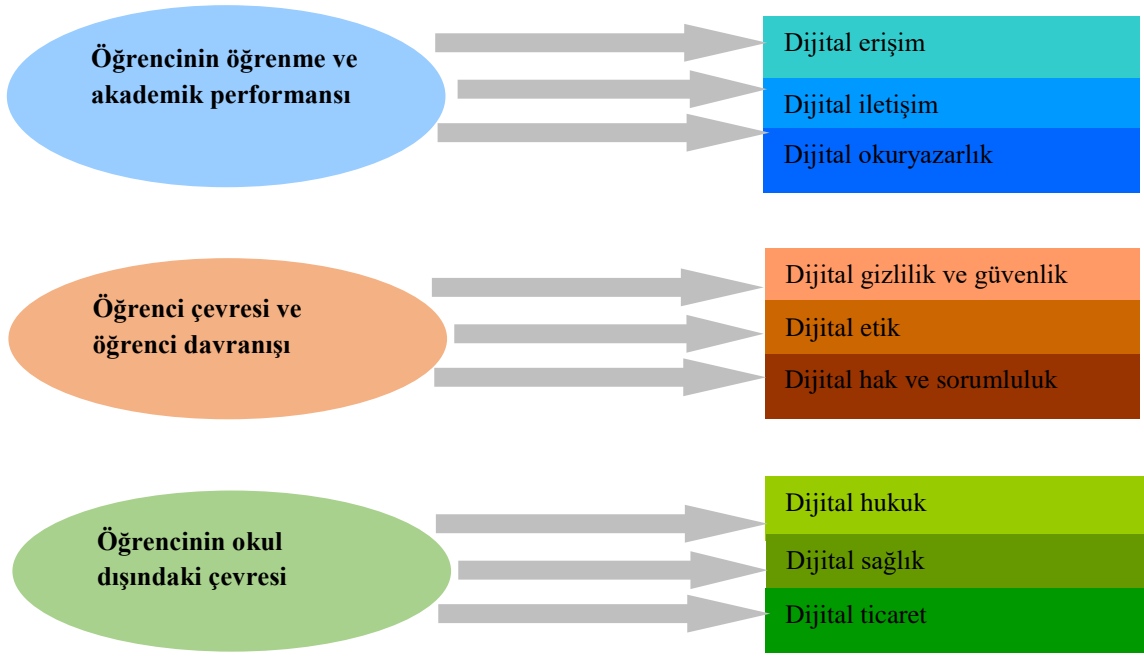 Öğrencinin öğrenme ve
akademik performansı
Dijital erişim
Dijital iletişim
Dijital okuryazarlık
Öğrenci çevresi ve
öğrenci davranışı
Dijital gizlilik ve güvenlik
Dijital etik
Dijital hak ve sorumluluk
Öğrencinin okul
dışındaki çevresi
Dijital hukuk
Dijital sağlık
Dijital ticaret